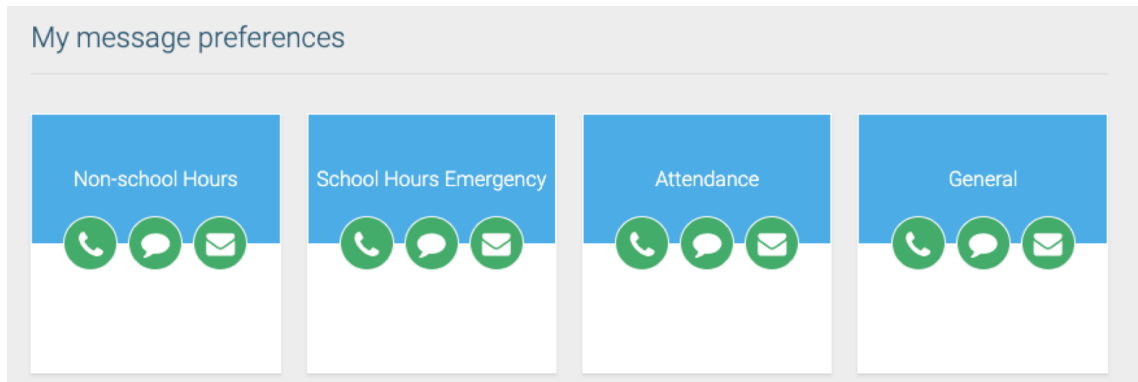 My message preferences
Non-school Hours
School Hours Emergency
Attendance
General